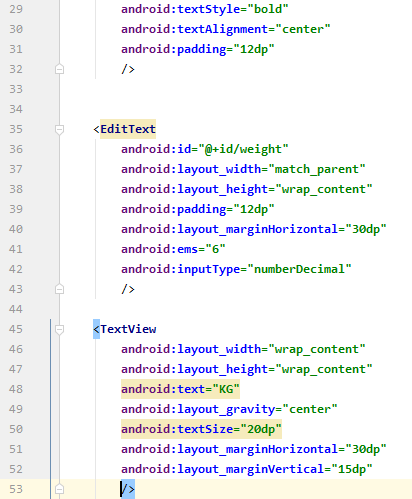 29 android:textStyle="bold"
30 android:textAlignment="center"
31 android:padding="12dp"
32 />
33
34
35 <EditText
36 android:id="@+id/weight"
37 android:layout_width="match_parent"
38 android:layout_height="wrap_content"
39 android:padding="12dp"
40 android:layout_marginHorizontal="30dp"
41 android:ems="6"
42 android:inputType="numberDecimal"
43 />
44
45 <TextView
46 android:layout_width="wrap_content"
47 android:layout_height="wrap_content"
48 android:text="KG"
49 android:layout_gravity="center"
50 android:textSize="20dp"
51 android:layout_marginHorizontal="30dp"
52 android:layout_marginVertical="15dp"
53 />